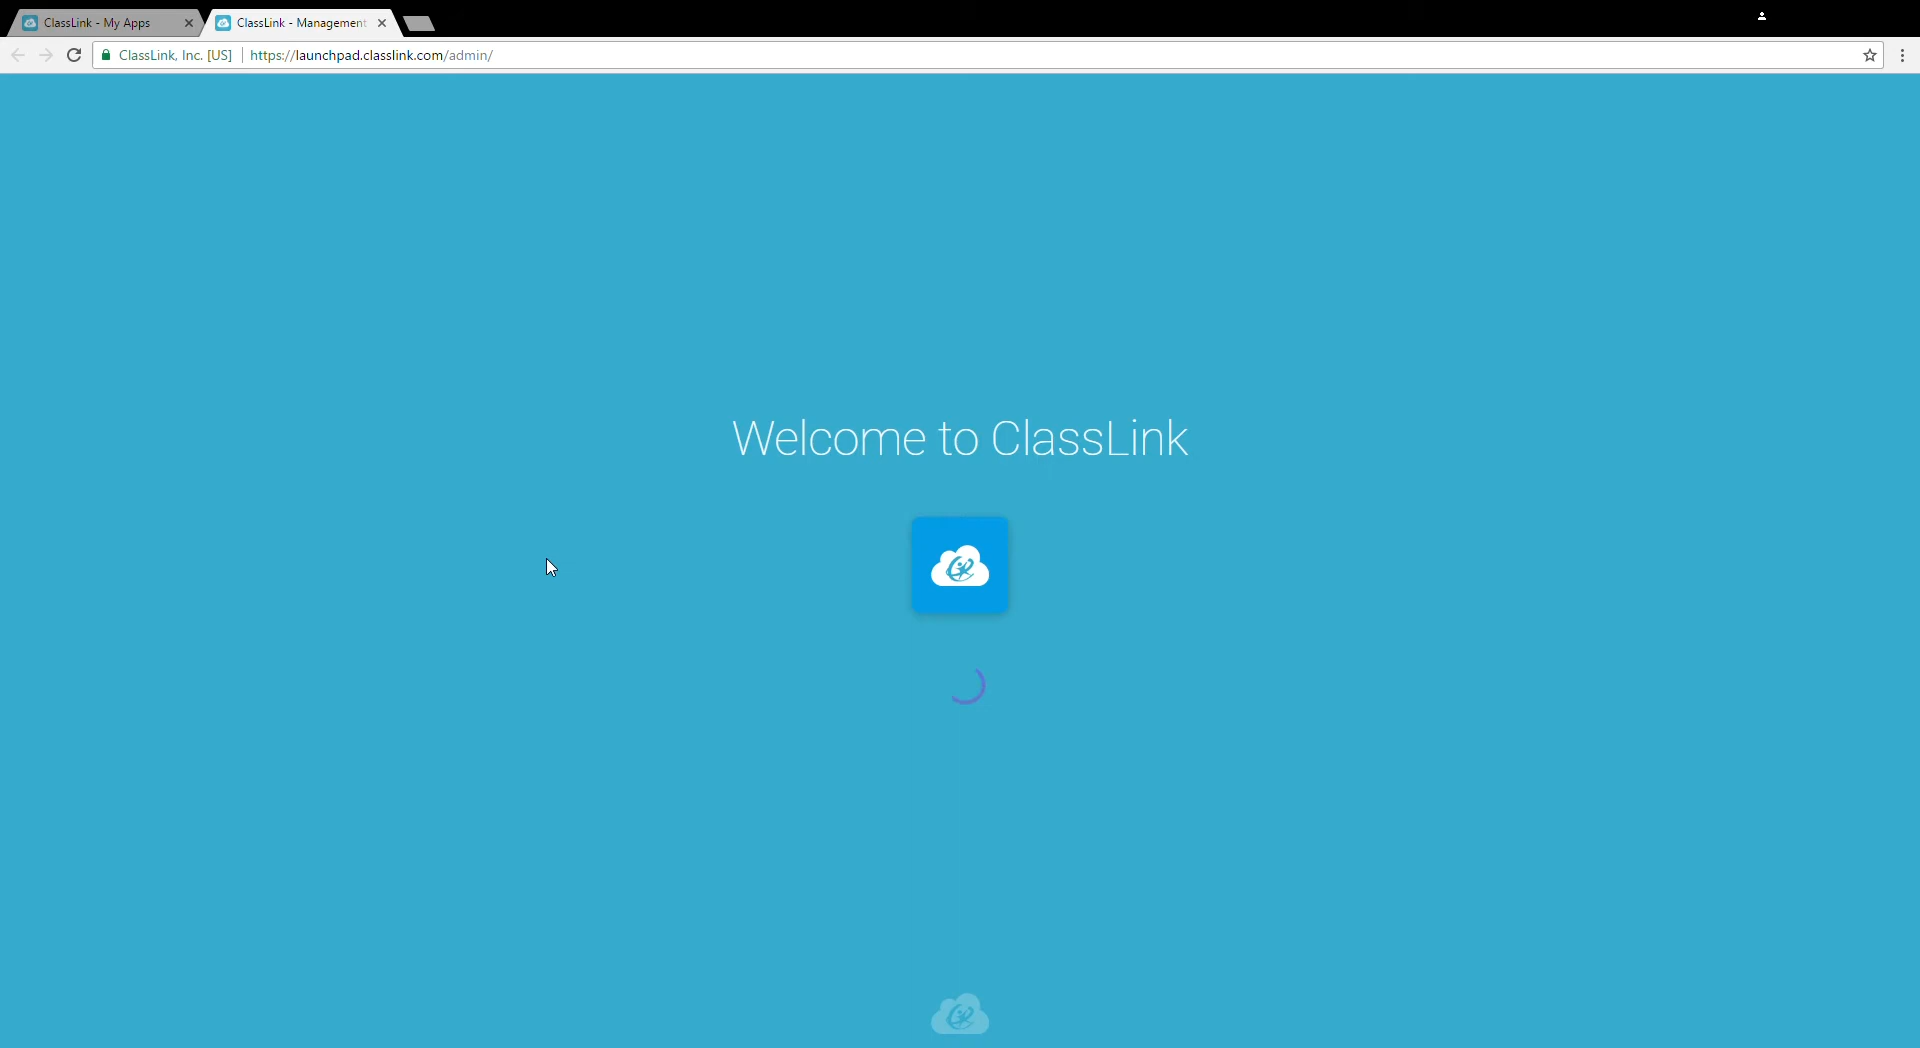 ClassLink - My Apps
ClassLink - Management
ClassLink, Inc. [US]
https://launchpad.classlink.com/admin/
Welcome to ClassLink